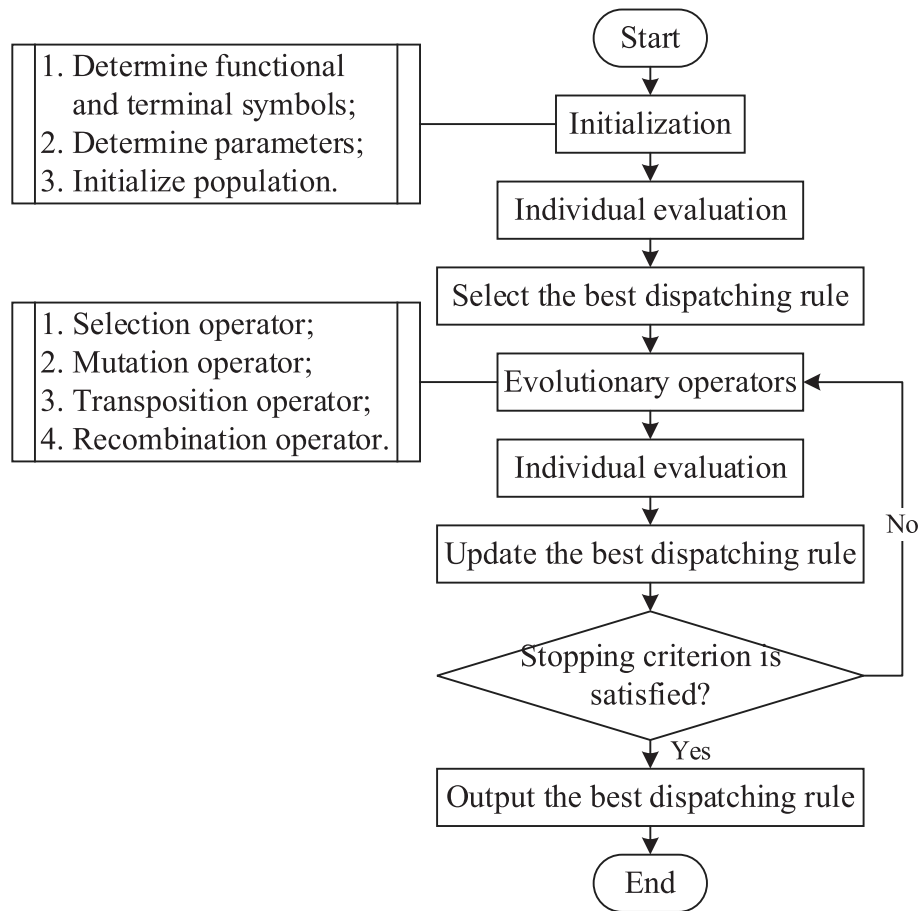 Start
1. Determine functional
and terminal symbols;
2. Determine parameters;
3. Initialize population.
Initialization
Individual evaluation
Select the best dispatching rule
1. Selection operator;
2. Mutation operator;
3. Transposition operator;
4. Recombination operator.
Evolutionary operators
Individual evaluation
No
Update the best dispatching rule
Stopping criterion is
satisfied?
Yes
Output the best dispatching rule
End